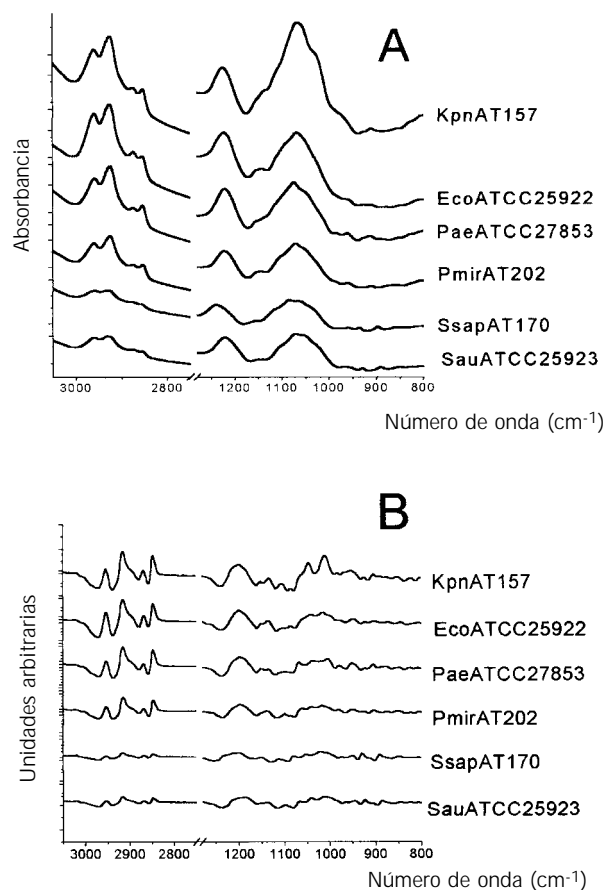 A
Absorbancia
KpnAT157
EcoATCC25922
PaeATCC27853
PmirAT202
SsapAT170
SauATCC25923
3000 2800 1200 1100 1000 900 800
Número de onda (cm-1)
B
Unidades arbitrarias
KpnAT157
EcoATCC25922
PaeATCC27853
PmirAT202
SsapAT170
SauATCC25923
3000 2900 2800 1200 1100 1000 900 800
Número de onda (cm-1)